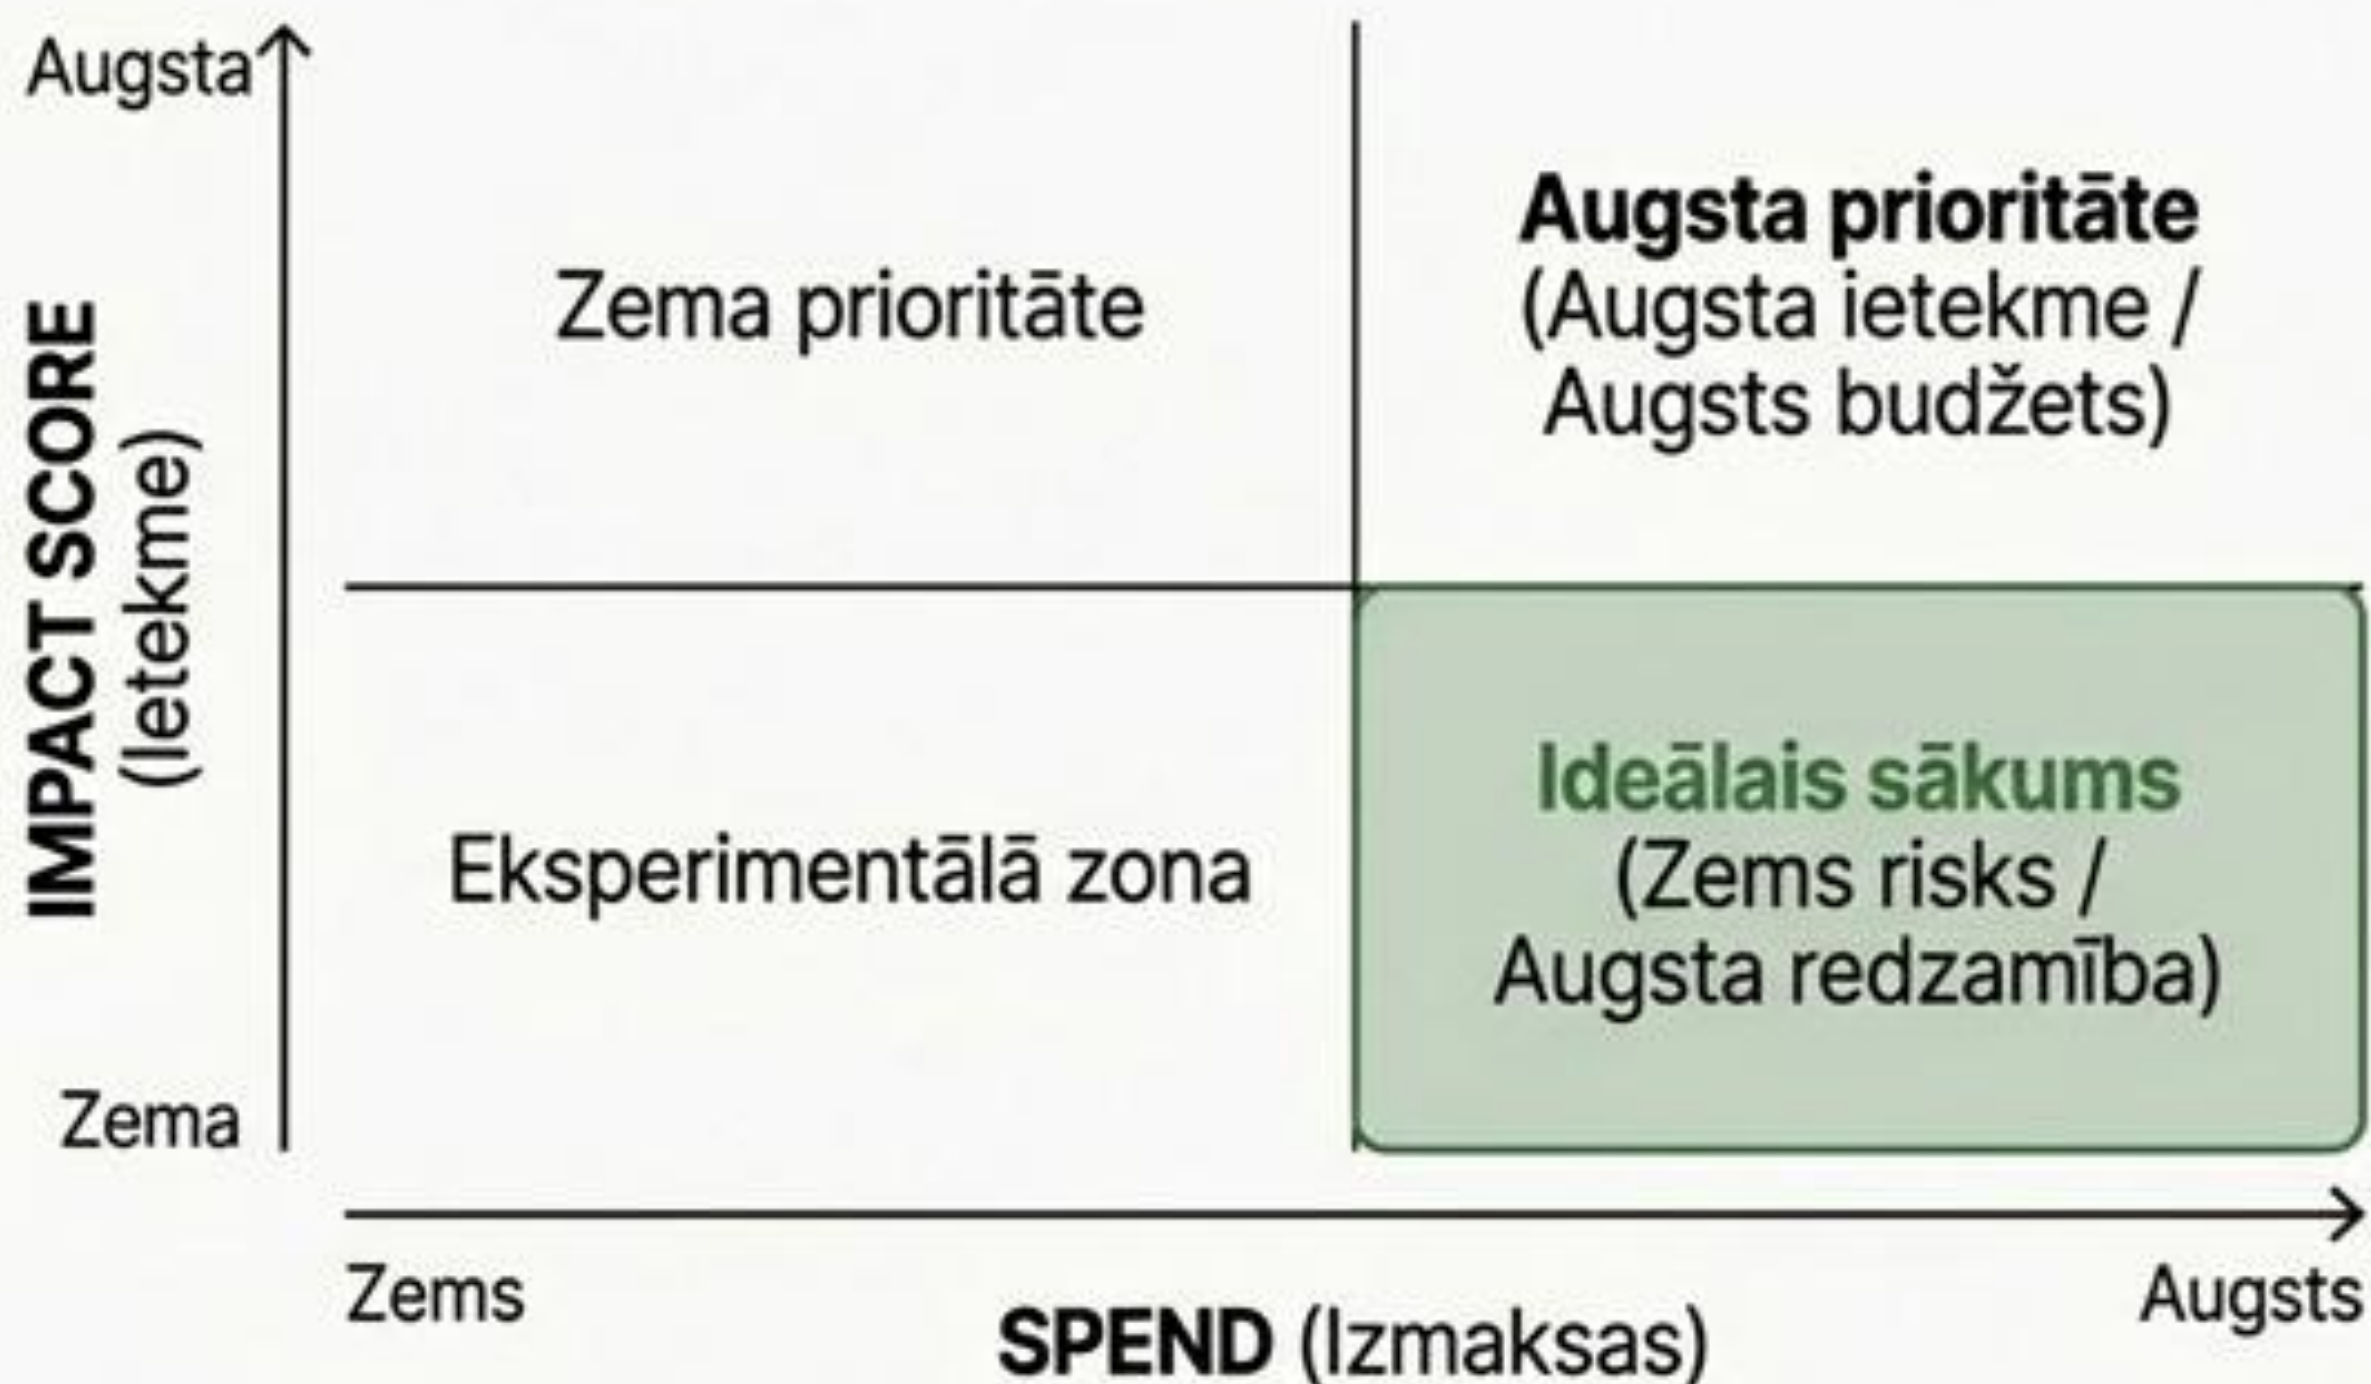 Augsta
IMPACT SCORE
(Ietekme)
Zema
Zema prioritāte
Augsta prioritāte
(Augsta ietekme /
Augsts budžets)
Eksperimentālā zona
Ideālais sākums
(Zems risks /
Augsta redzamība)
Zems
SPEND (Izmaksas)
Augsts